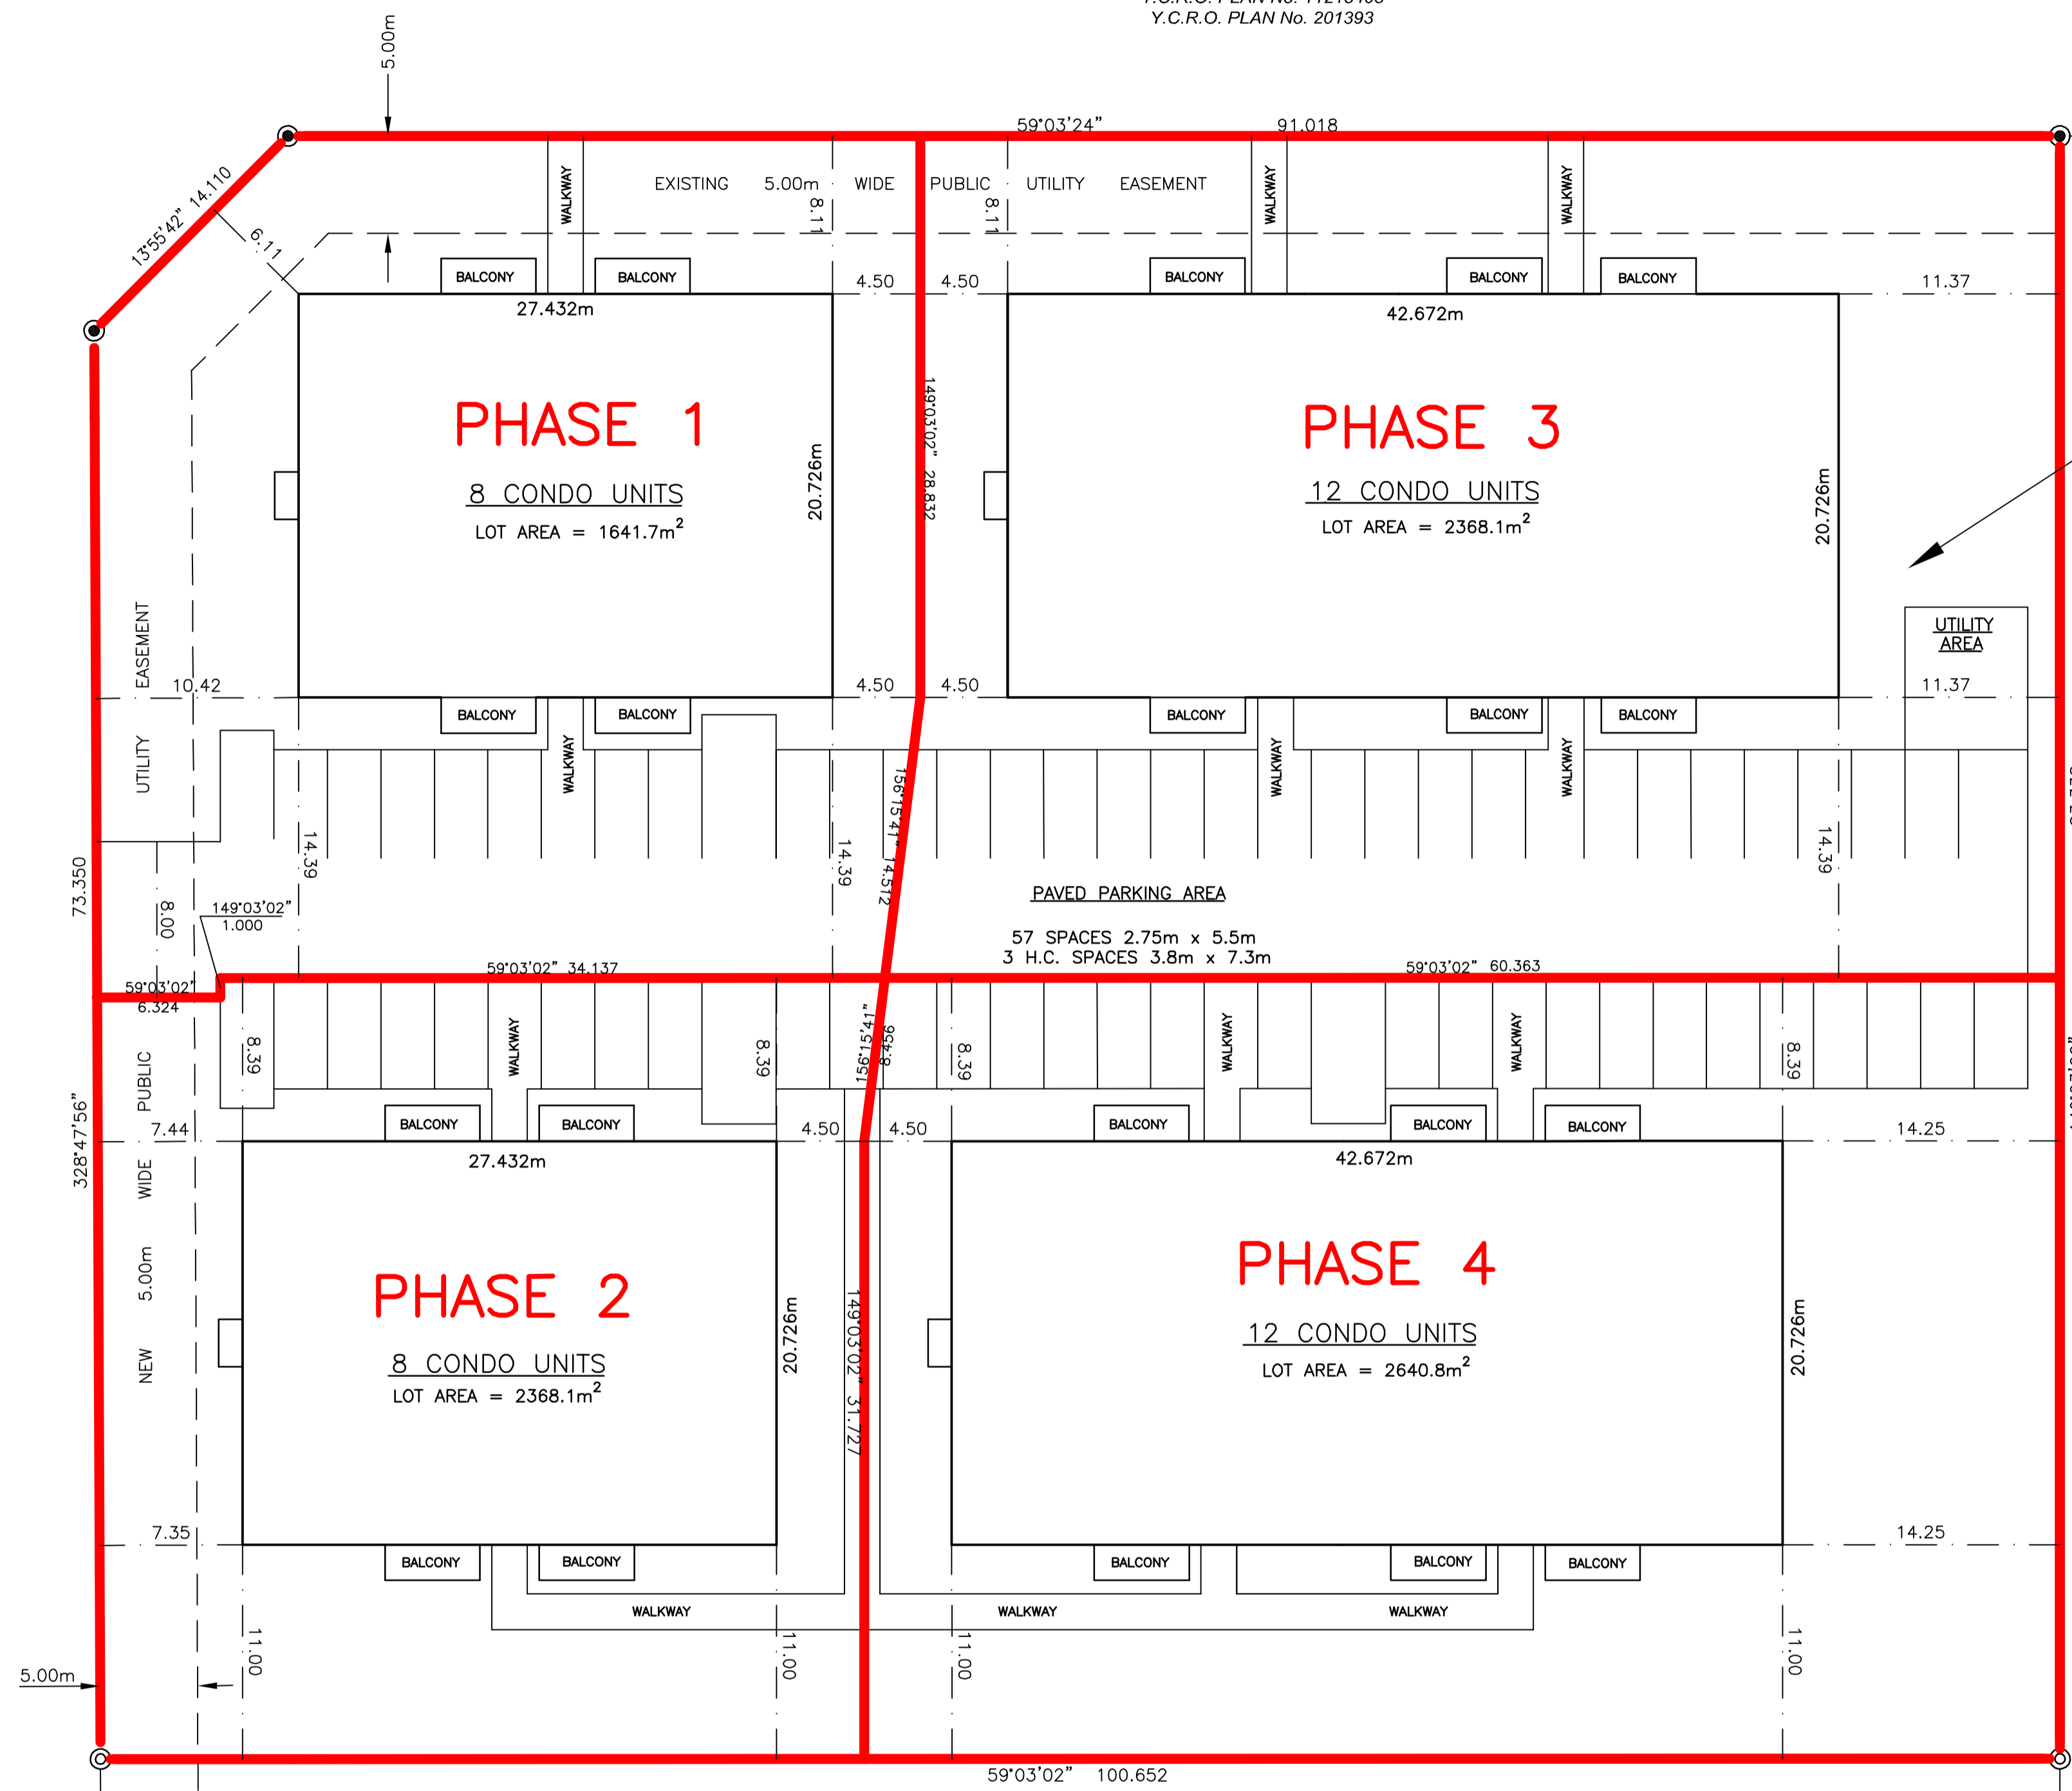 Y.C.R.O. PLAN No. 201393
5.00m
59°03'24" 91.018
13°55'42" 14.110
6.11
WALKWAY
EXISTING 5.00m WIDE PUBLIC UTILITY EASEMENT
8.11
8.11
WALKWAY
WALKWAY
BALCONY
BALCONY
4.50
4.50
BALCONY
BALCONY
BALCONY
11.37
27.432m
42.672m
PHASE 1
8 CONDO UNITS
LOT AREA = 1641.7m²
20.726m
149°03'02" 28.832
PHASE 3
12 CONDO UNITS
LOT AREA = 2368.1m²
20.726m
UTILITY
AREA
10.42
4.50
4.50
11.37
BALCONY
BALCONY
BALCONY
BALCONY
BALCONY
WALKWAY
WALKWAY
WALKWAY
14.39
14.39
156°15'41" 14.512
14.39
73.350
8.00
149°03'02"
1.000
PAVED PARKING AREA
57 SPACES 2.75m x 5.5m
3 H.C. SPACES 3.8m x 7.3m
59°03'02" 34.137
59°03'02" 60.363
59°03'02"
6.324
8.39
WALKWAY
8.39
156°15'41"
8.456
8.39
WALKWAY
WALKWAY
8.39
328°47'56"
NEW 5.00m WIDE PUBLIC UTILITY EASEMENT
7.44
BALCONY
BALCONY
4.50
4.50
BALCONY
BALCONY
BALCONY
14.25
27.432m
42.672m
PHASE 2
8 CONDO UNITS
LOT AREA = 2368.1m²
20.726m
149°03'02" 31.727
PHASE 4
12 CONDO UNITS
LOT AREA = 2640.8m²
20.726m
7.35
14.25
BALCONY
BALCONY
BALCONY
BALCONY
BALCONY
WALKWAY
WALKWAY
WALKWAY
11.00
11.00
11.00
11.00
5.00m
59°03'02" 100.652